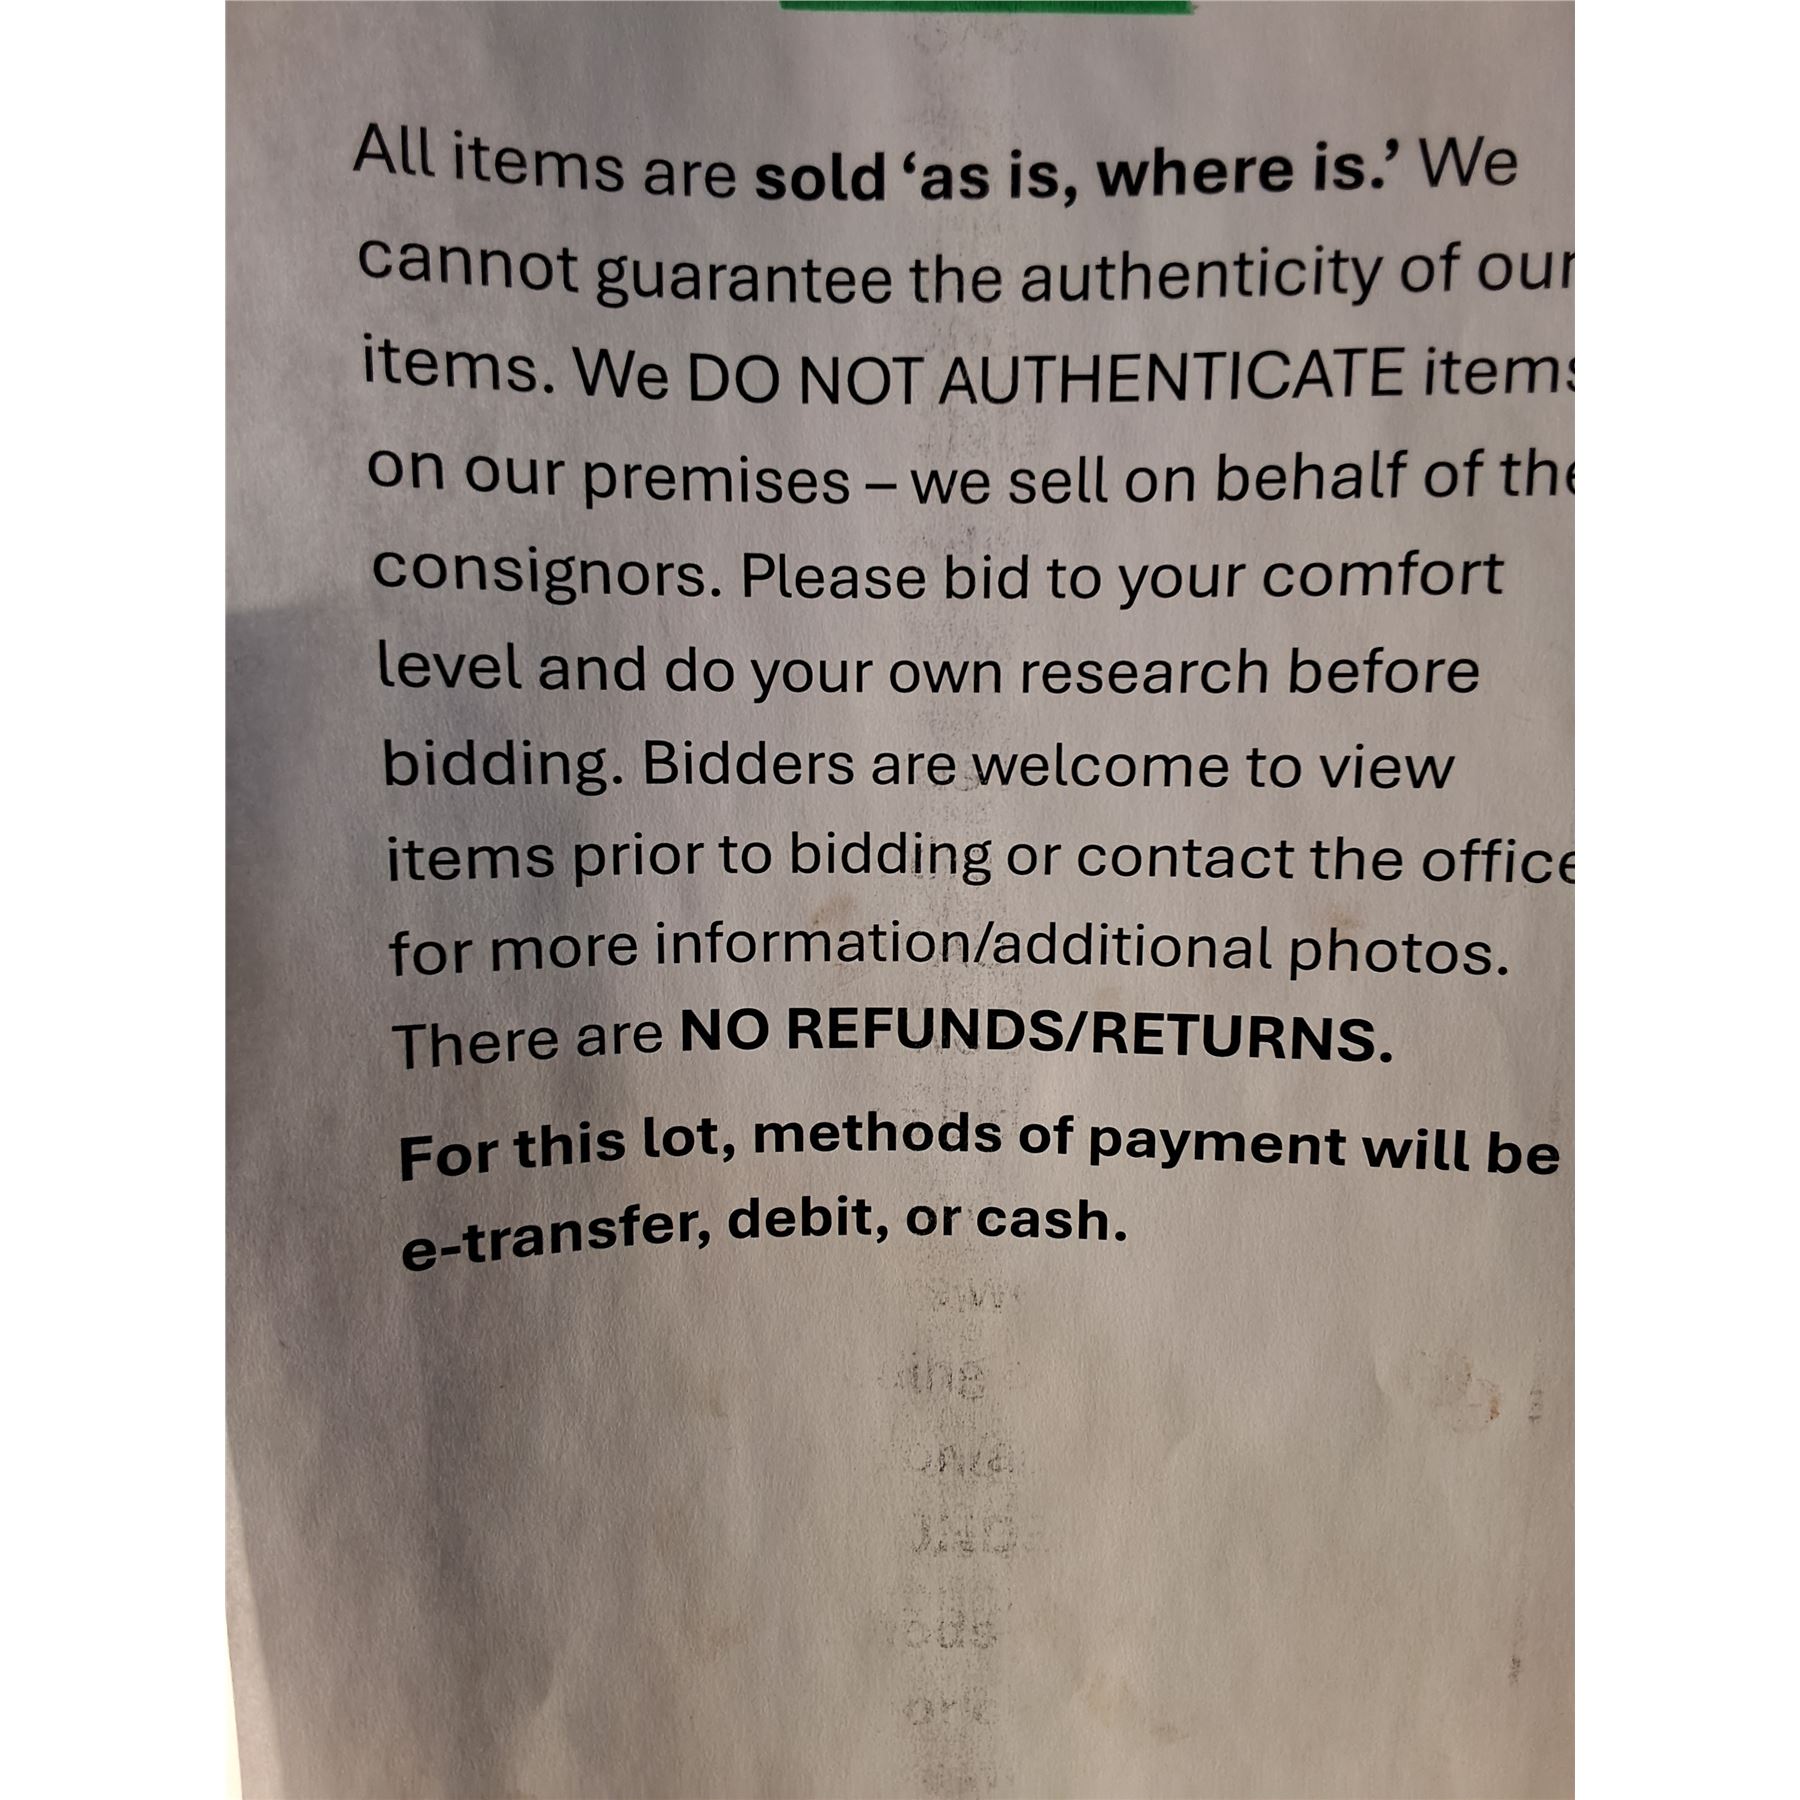 All items are sold ‘as is, where is.’ We
cannot guarantee the authenticity of our
items. We DO NOT AUTHENTICATE items
on our premises – we sell on behalf of the
consignors. Please bid to your comfort
level and do your own research before
bidding. Bidders are welcome to view
items prior to bidding or contact the office
for more information/additional photos.
There are NO REFUNDS/RETURNS.
For this lot, methods of payment will be
e-transfer, debit, or cash.